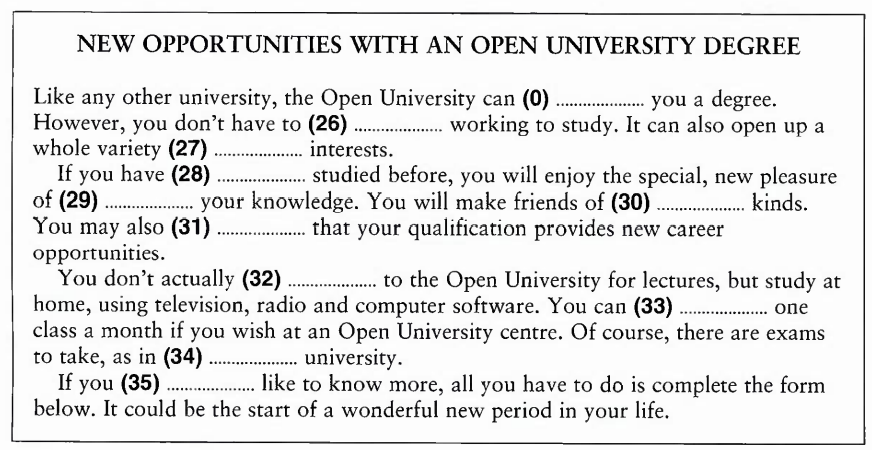 NEW OPPORTUNITIES WITH AN OPEN UNIVERSITY DEGREE
Like any other university, the Open University can (0) .................... you a degree.
However, you don't have to (26) .................... working to study. It can also open up a
whole variety (27) .................... interests.
If you have (28) .................... studied before, you will enjoy the special, new pleasure
of (29) .................... your knowledge. You will make friends of (30) .................... kinds.
You may also (31) .................... that your qualification provides new career
opportunities.
You don't actually (32) .................... to the Open University for lectures, but study at
home, using television, radio and computer software. You can (33) .................... one
class a month if you wish at an Open University centre. Of course, there are exams
to take, as in (34) .................... university.
If you (35) .................... like to know more, all you have to do is complete the form
below. It could be the start of a wonderful new period in your life.